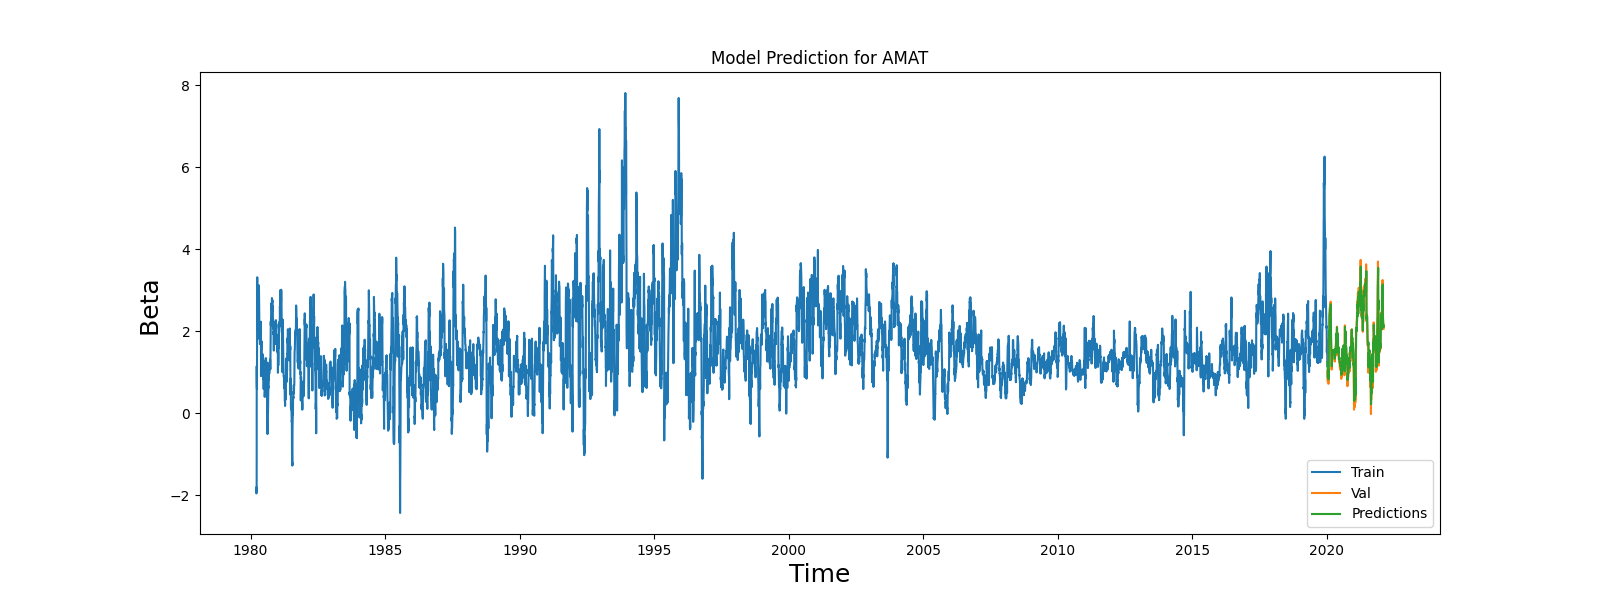 Model Prediction for AMAT
8
6
4
2
0
−2
Beta
1980 1985 1990 1995 2000 2005 2010 2015 2020
Time
Train
Val
Predictions